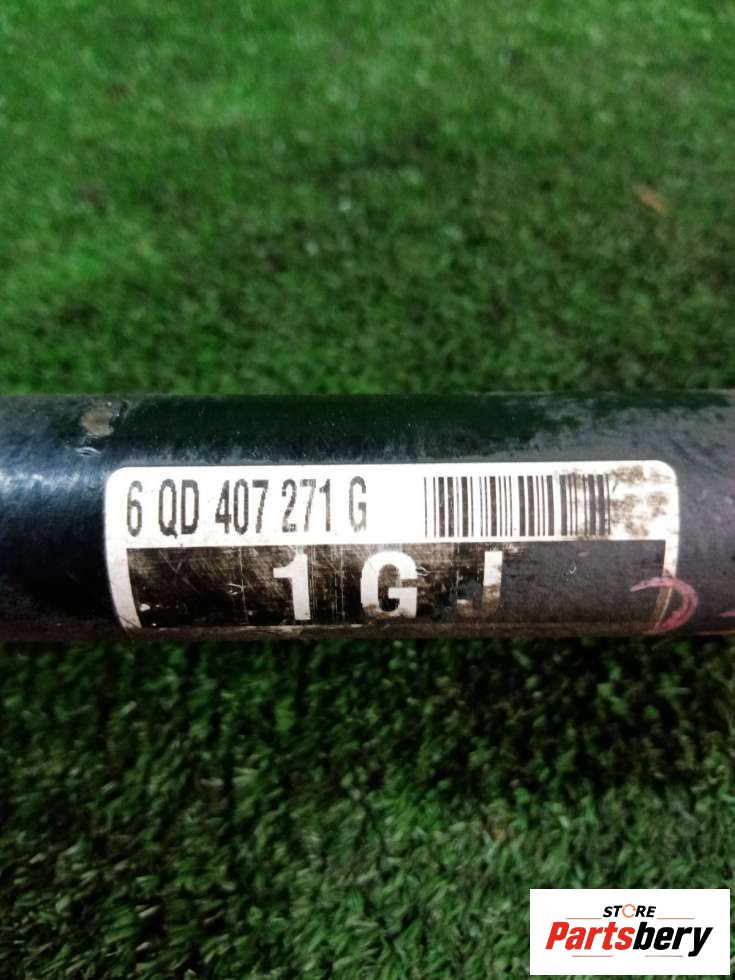 6 QD 407 271 G
1 G J
STORE
Partsbery